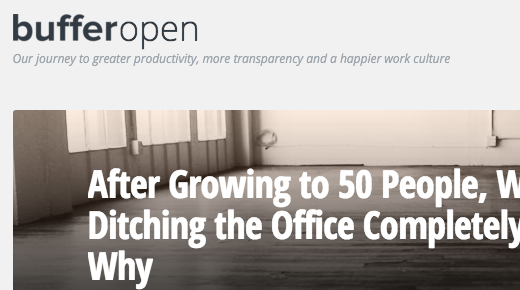 bufferopen
Our journey to greater productivity, more transparency and a happier work culture
After Growing to 50 People, W
Ditching the Office Completely
Why